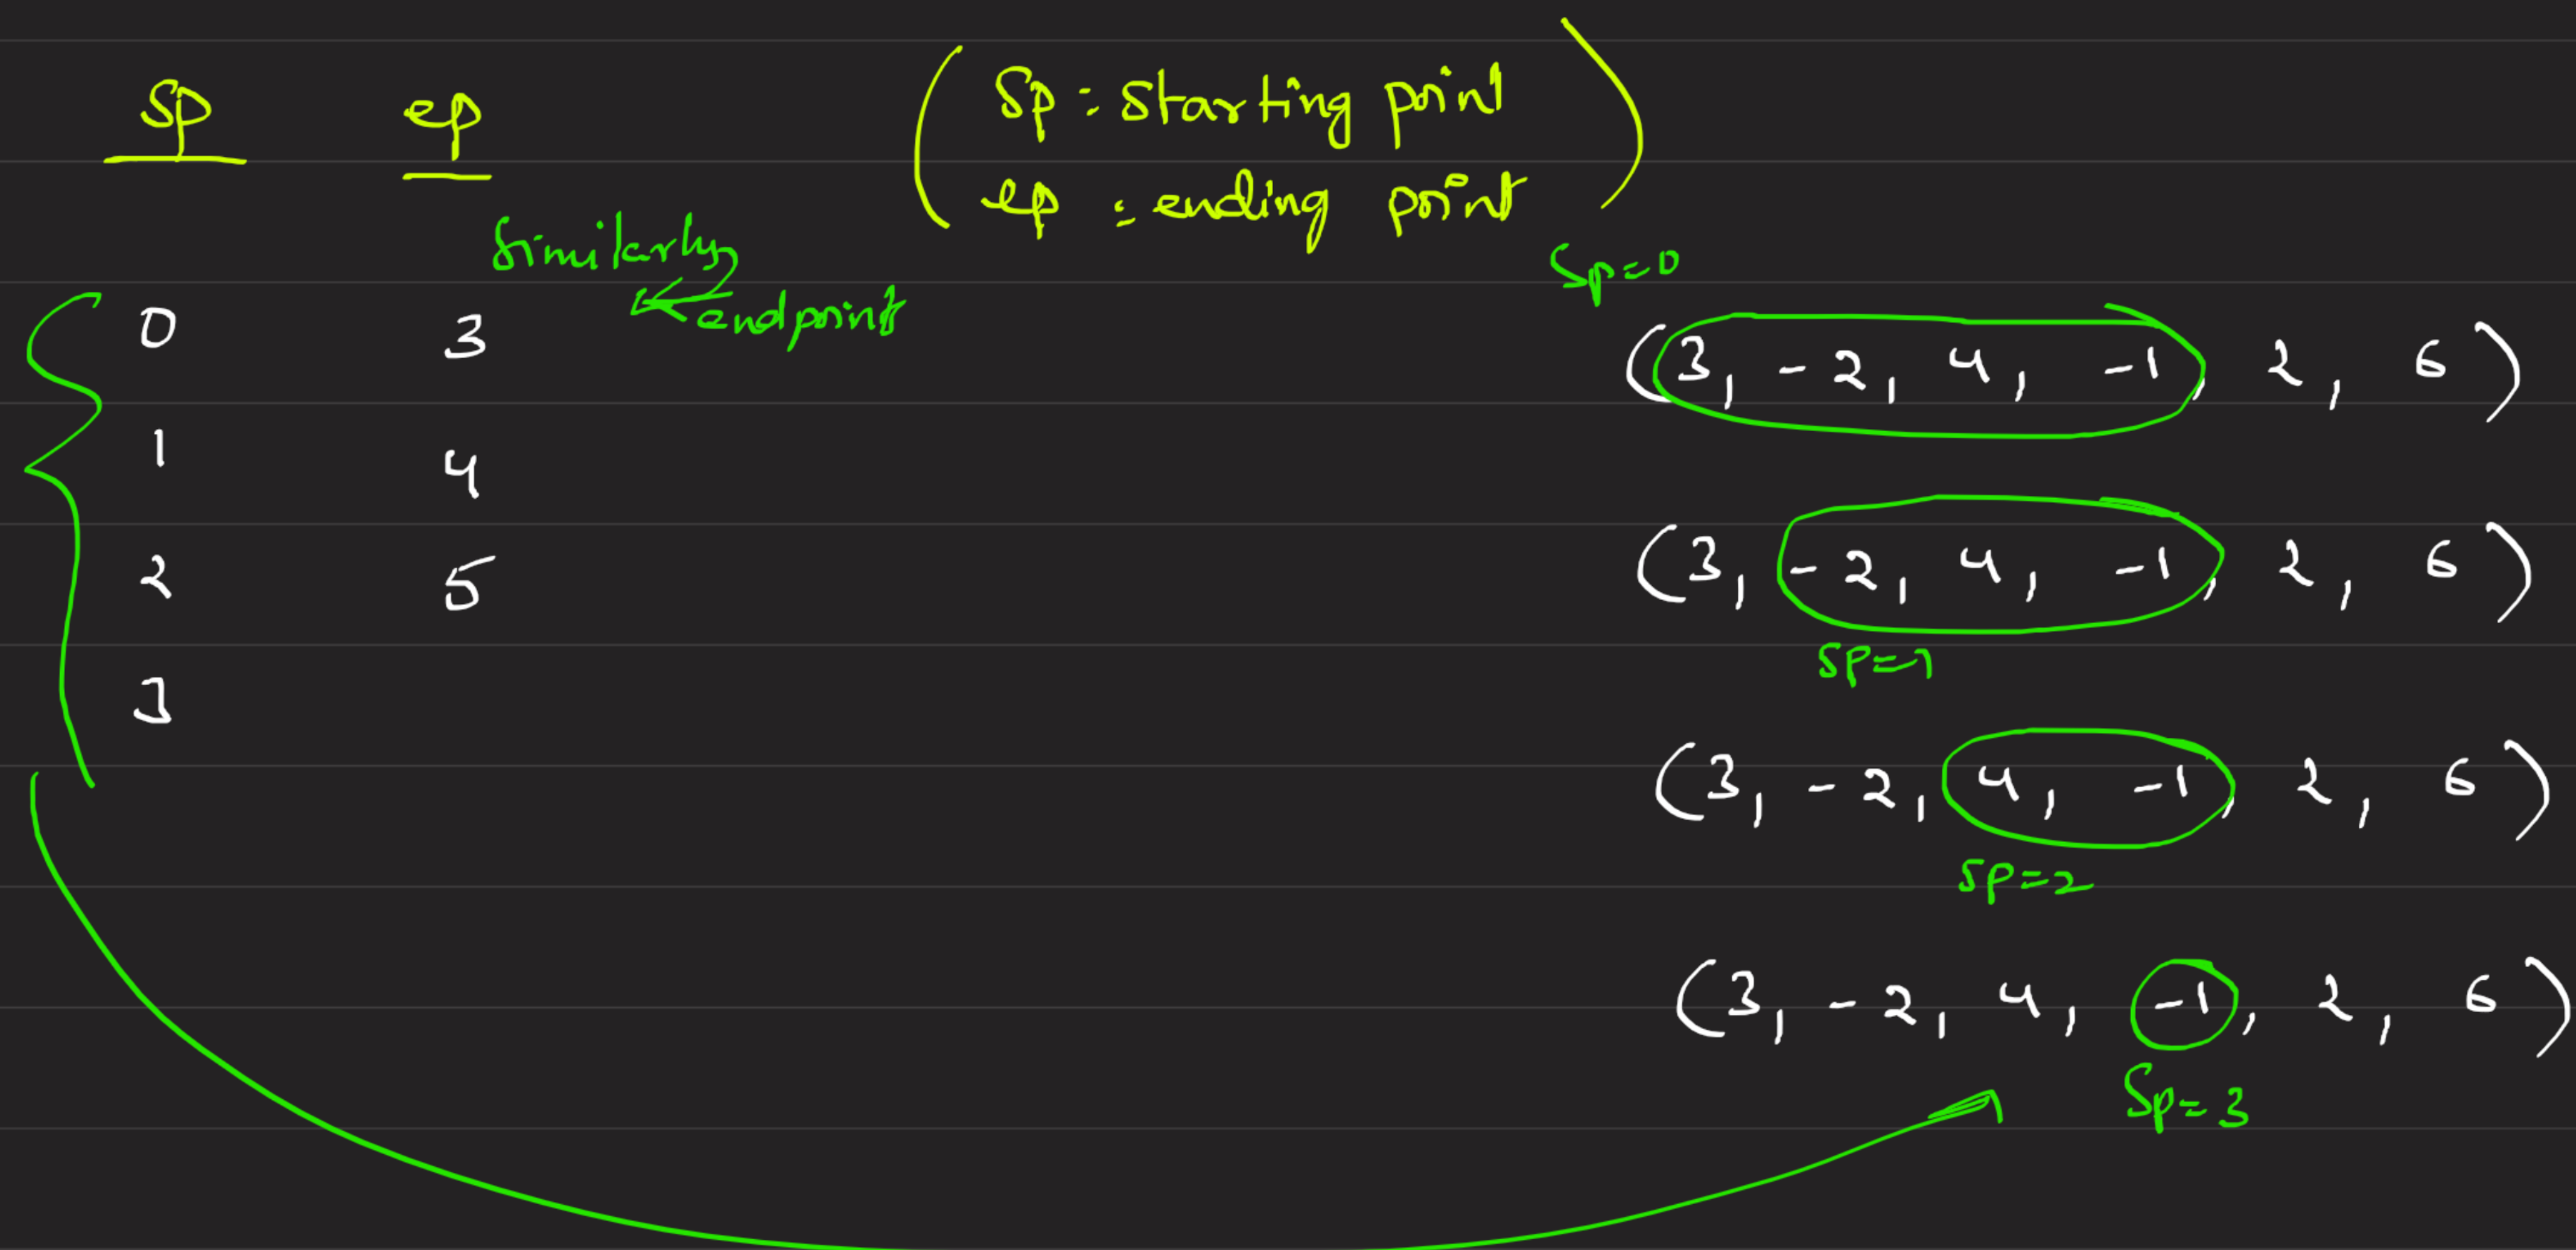 Sp ep
(Sp : starting point
ep : ending point)
Similarly
endpoint
Sp=0
0 3
(3, -2, 4, -1, 2, 6)
1 4
2 5
(3, -2, 4, -1, 2, 6)
SP=1
3
(3, -2, 4, -1, 2, 6)
SP=2
(3, -2, 4, -1, 2, 6)
Sp=3